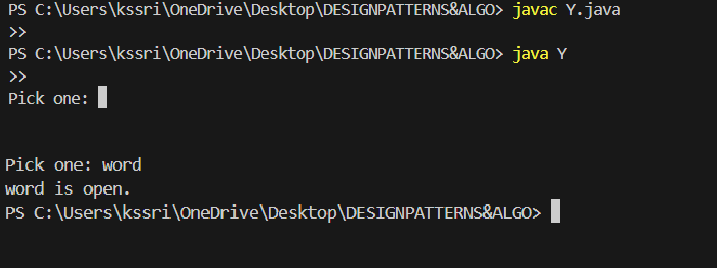 PS C:\Users\kssri\OneDrive\Desktop\DESIGNPATTERNS&ALGO> javac Y.java
>>
PS C:\Users\kssri\OneDrive\Desktop\DESIGNPATTERNS&ALGO> java Y
>>
Pick one:
Pick one: word
word is open.
PS C:\Users\kssri\OneDrive\Desktop\DESIGNPATTERNS&ALGO>